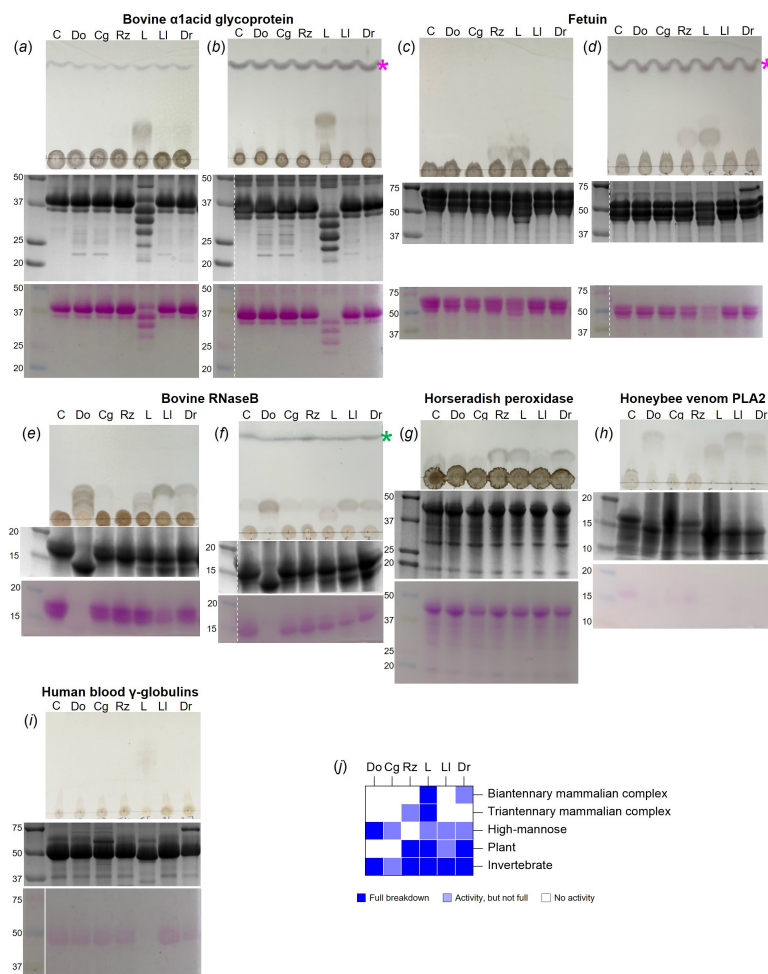 Bovine α1acid glycoprotein
Fetuin
(a) C Do Cg Rz L Ll Dr
(b) C Do Cg Rz L Ll Dr
*
50
37
25
20
50
37
25
20
50
37
25
20
50
37
20
(c) C Do Cg Rz L Ll Dr
(d) C Do Cg Rz L Ll Dr
*
75
50
37
75
50
37
75
50
37
75
50
37
Bovine RNaseB
Horseradish peroxidase
Honeybee venom PLA2
(e) C Do Cg Rz L Ll Dr
(f) C Do Cg Rz L Ll Dr
*
20
15
20
15
20
15
20
15
(g) C Do Cg Rz L Ll Dr
50
37
25
20
50
37
25
20
(h) C Do Cg Rz L Ll Dr
20
15
10
20
15
10
Human blood γ-globulins
(i) C Do Cg Rz L Ll Dr
75
50
37
75
50
37
(j) Do Cg Rz L Ll Dr
Biantennary mammalian complex
Triantennary mammalian complex
High-mannose
Plant
Invertebrate
Full breakdown
Activity, but not full
No activity